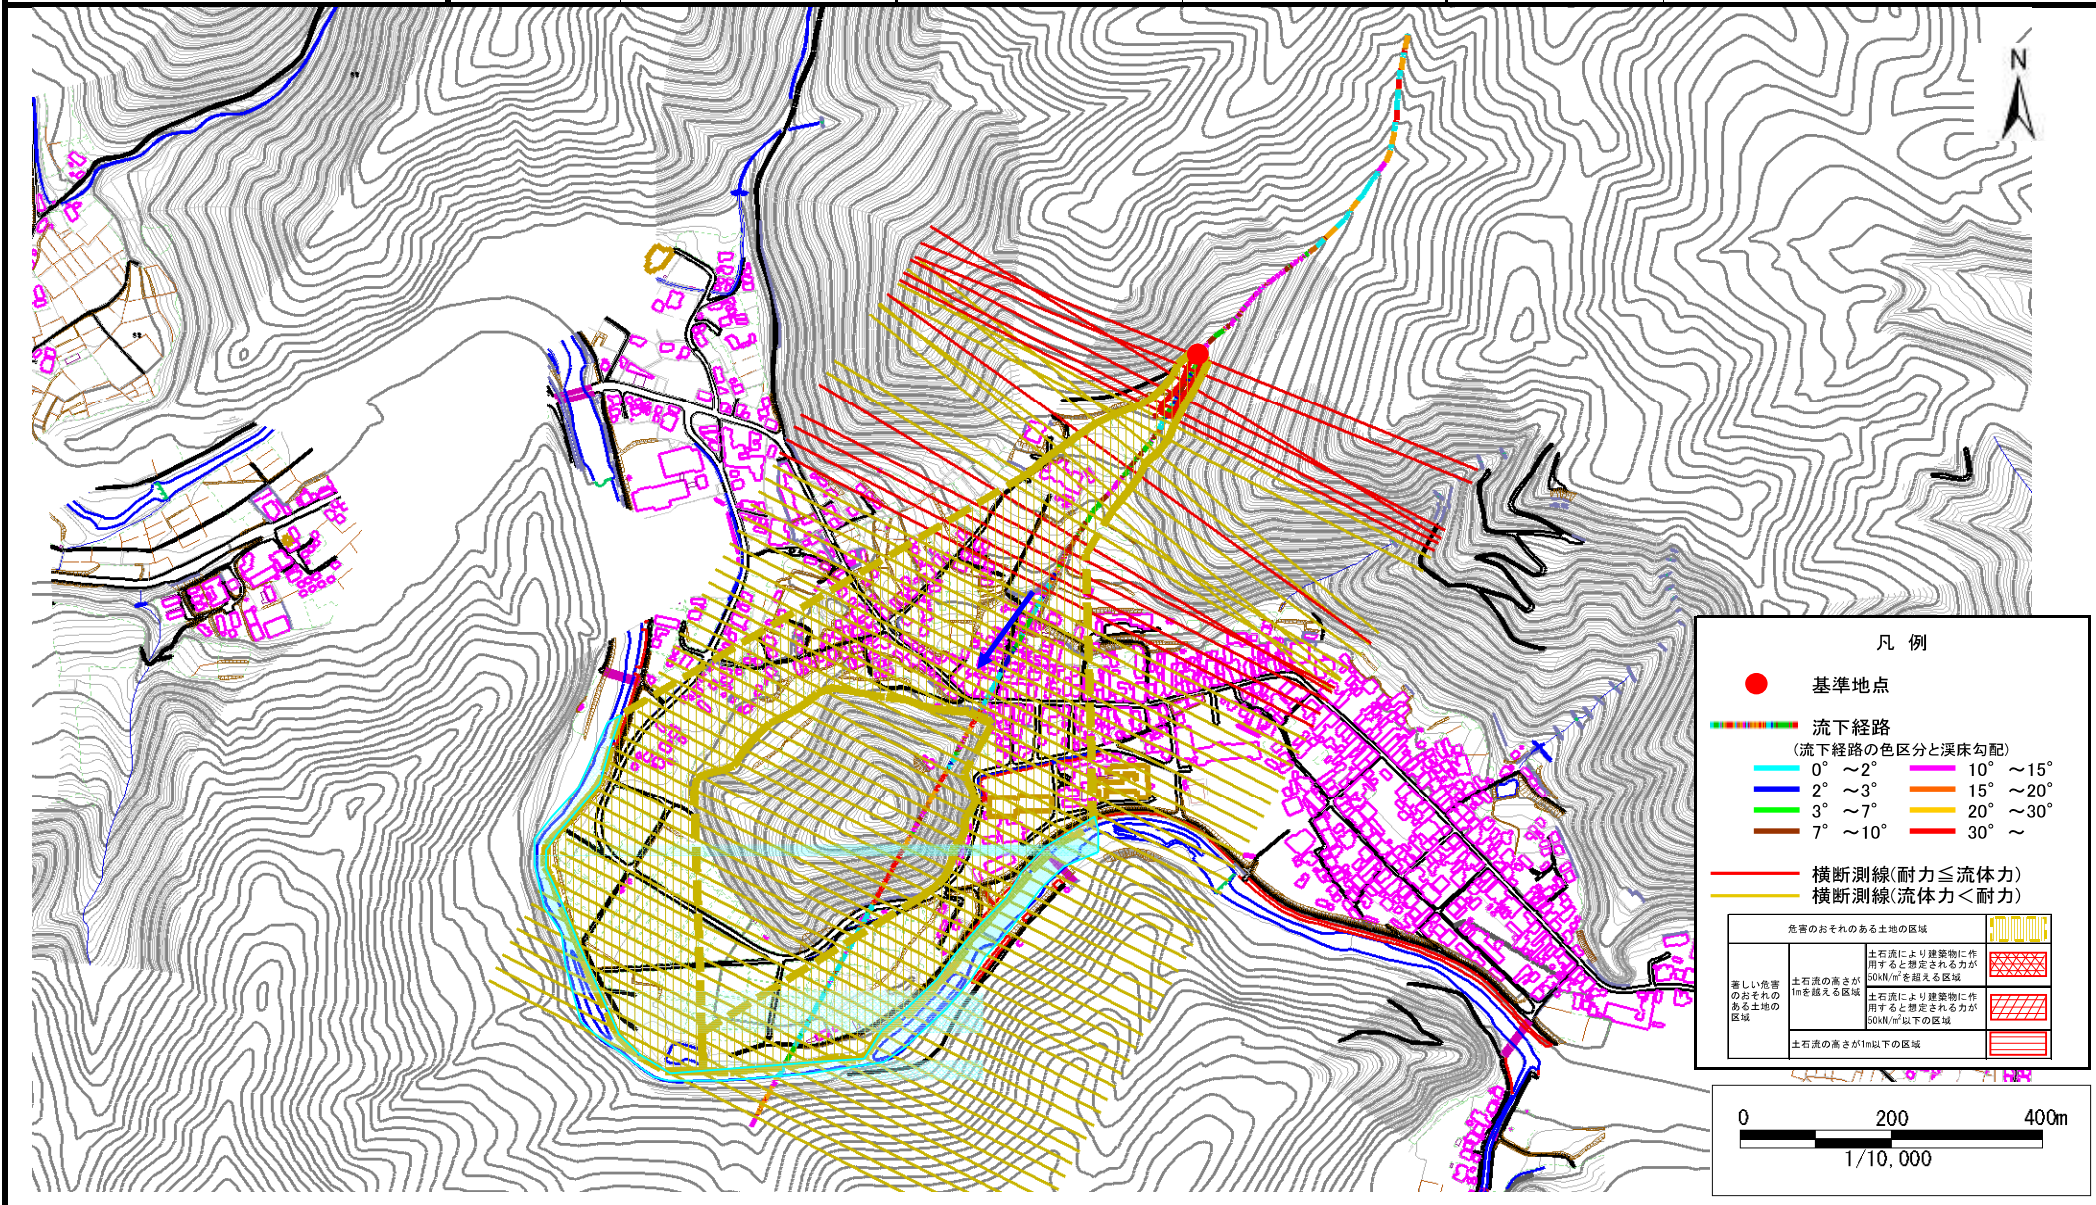 N
凡 例
基準地点
流下経路
(流下経路の色区分と渓床勾配)
0° ～2° 10° ～15°
2° ～3° 15° ～20°
3° ～7° 20° ～30°
7° ～10° 30° ～
横断測線(耐力≦流体力)
横断測線(流体力＜耐力)
危害のおそれのある土地の区域
著しい危害
のおそれの
ある土地の
区域
土石流の高さが
1mを越える区域
土石流により建築物に作
用すると想定される力が
50kN/㎡を超える区域
土石流により建築物に作
用すると想定される力が
50kN/㎡以下の区域
土石流の高さが1m以下の区域
0 200 400m
1/10,000